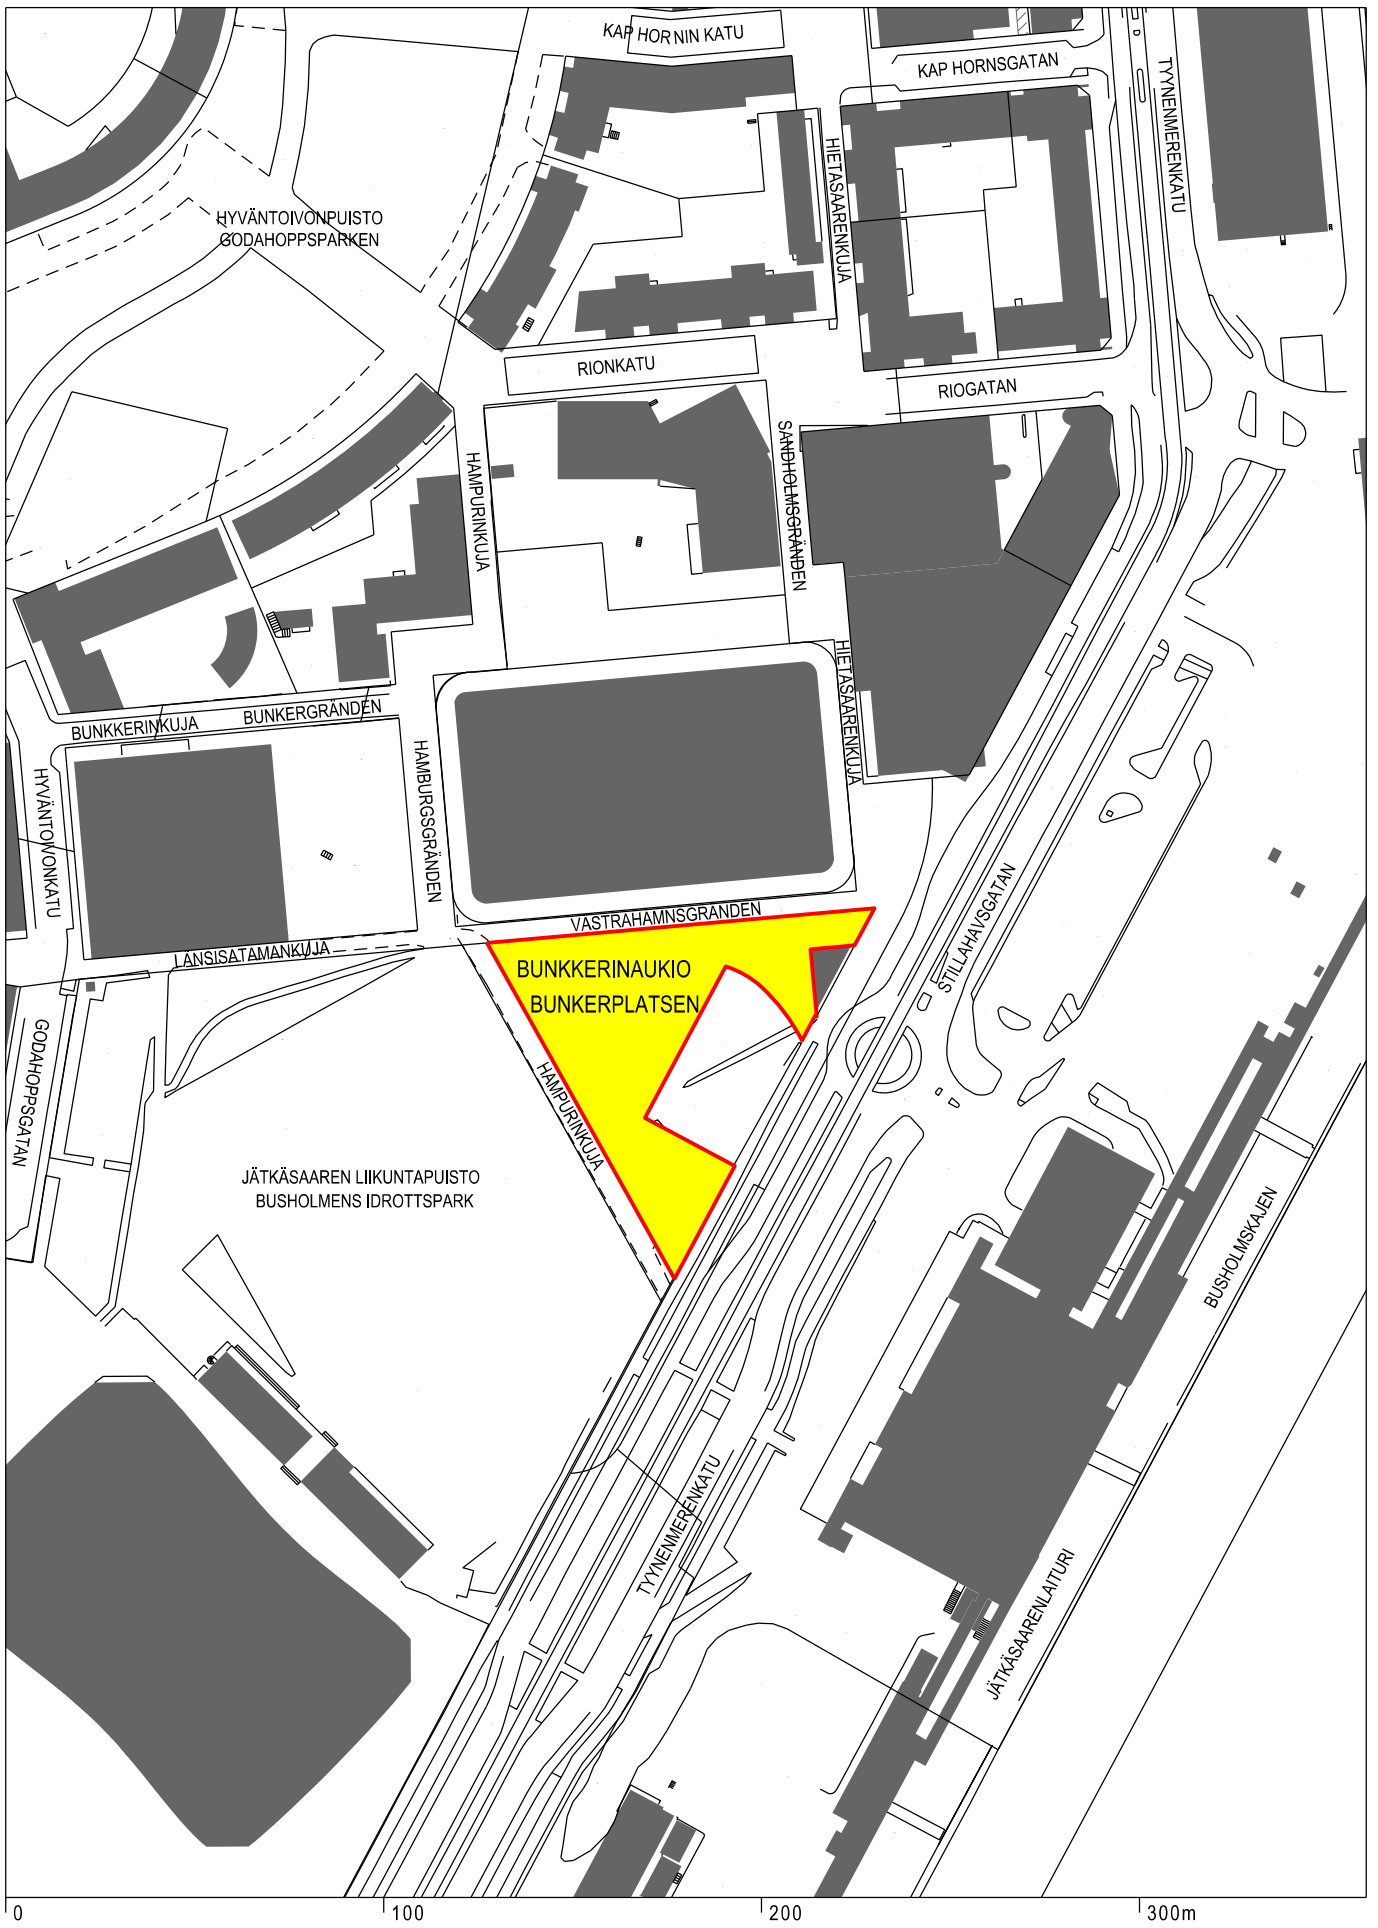 KAP HORNIN KATU
KAP HORNSGATAN
TYYNENMERENKATU
HIETASAARENKUJA
HYVÄNTOIVONPUISTO
GODAHOPPSPARKEN
RIONKATU
RIOGATAN
HAMPURINKUJA
SANDHOLMSGRÄNDEN
HIETASAARENKUJA
BUNKKERINKUJA
BUNKERGRÄNDEN
HYVÄNTOIVONKATU
HAMBURGSGRÄNDEN
VÄSTRAHAMNSGRÄNDEN
LÄNSISATAMANKUJA
STILLAHAVSGATAN
BUNKKERINAUKIO
BUNKERPLATSEN
GODAHOPPSGATAN
HAMPURINKUJA
JÄTKÄSAAREN LIIKUNTAPUISTO
BUSHOLMENS IDROTTSPARK
BUSHOLMSKAJEN
TYYNENMERENKATU
JÄTKÄSAARENLAITURI
0 100 200 300m